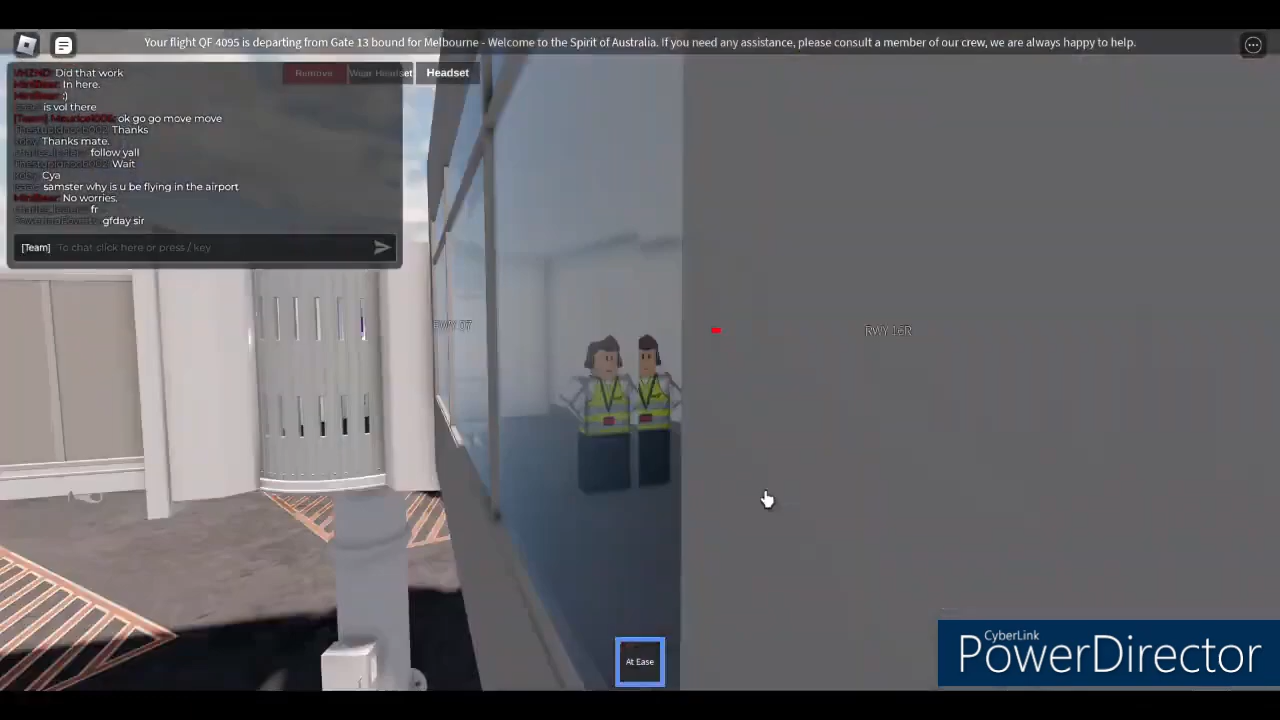 Your flight QF 4095 is departing from Gate 13 bound for Melbourne - Welcome to the Spirit of Australia. If you need any assistance, please consult a member of our crew, we are always happy to help.
Remove Wear Headset Headset
Did that work
In here.
:)
is vol there
[Team] ok go go move move
Thanks
Thanks mate.
follow yall
Wait
Cya
samster why is u be flying in the airport
No worries.
fr
gfday sir
[Team] To chat click here or press / key
RWY 16R
At Ease
CyberLink
PowerDirector